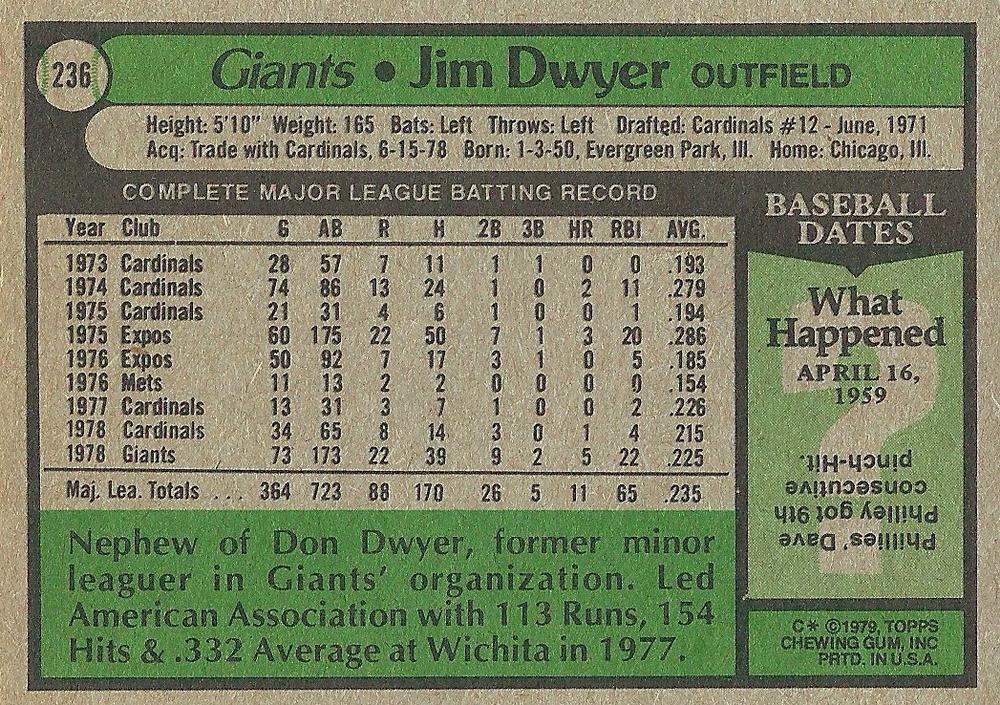 236
Giants • Jim Dwyer OUTFIELD
Height: 5'10" Weight: 165 Bats: Left Throws: Left Drafted: Cardinals #12 - June, 1971
Acq: Trade with Cardinals, 6-15-78 Born: 1-3-50, Evergreen Park, Ill. Home: Chicago, Ill.
COMPLETE MAJOR LEAGUE BATTING RECORD
Year Club G AB R H 2B 3B HR RBI AVG.
1973 Cardinals 28 57 7 11 1 1 0 0 .193
1974 Cardinals 74 86 13 24 1 0 2 11 .279
1975 Cardinals 21 31 4 6 1 0 0 1 .194
1975 Expos 60 175 22 50 7 1 3 20 .286
1976 Expos 50 92 7 17 3 1 0 5 .185
1976 Mets 11 13 2 2 0 0 0 0 .154
1977 Cardinals 13 31 3 7 1 0 0 2 .226
1978 Cardinals 34 65 8 14 3 0 1 4 215
1978 Giants 73 173 22 39 9 2 5 22 .225
Maj. Lea. Totals ... 364 723 88 170 26 5 11 65 .235
Nephew of Don Dwyer, former minor
leaguer in Giants' organization. Led
American Association with 113 Runs, 154
Hits & .332 Average at Wichita in 1977.
BASEBALL
DATES
What
Happened
APRIL 16,
1959
?
Phillies' Dave
Philley got 9th
consecutive
pinch-Hit.
C* ©1979, TOPPS
CHEWING GUM, INC
PRTD. IN U.S.A.